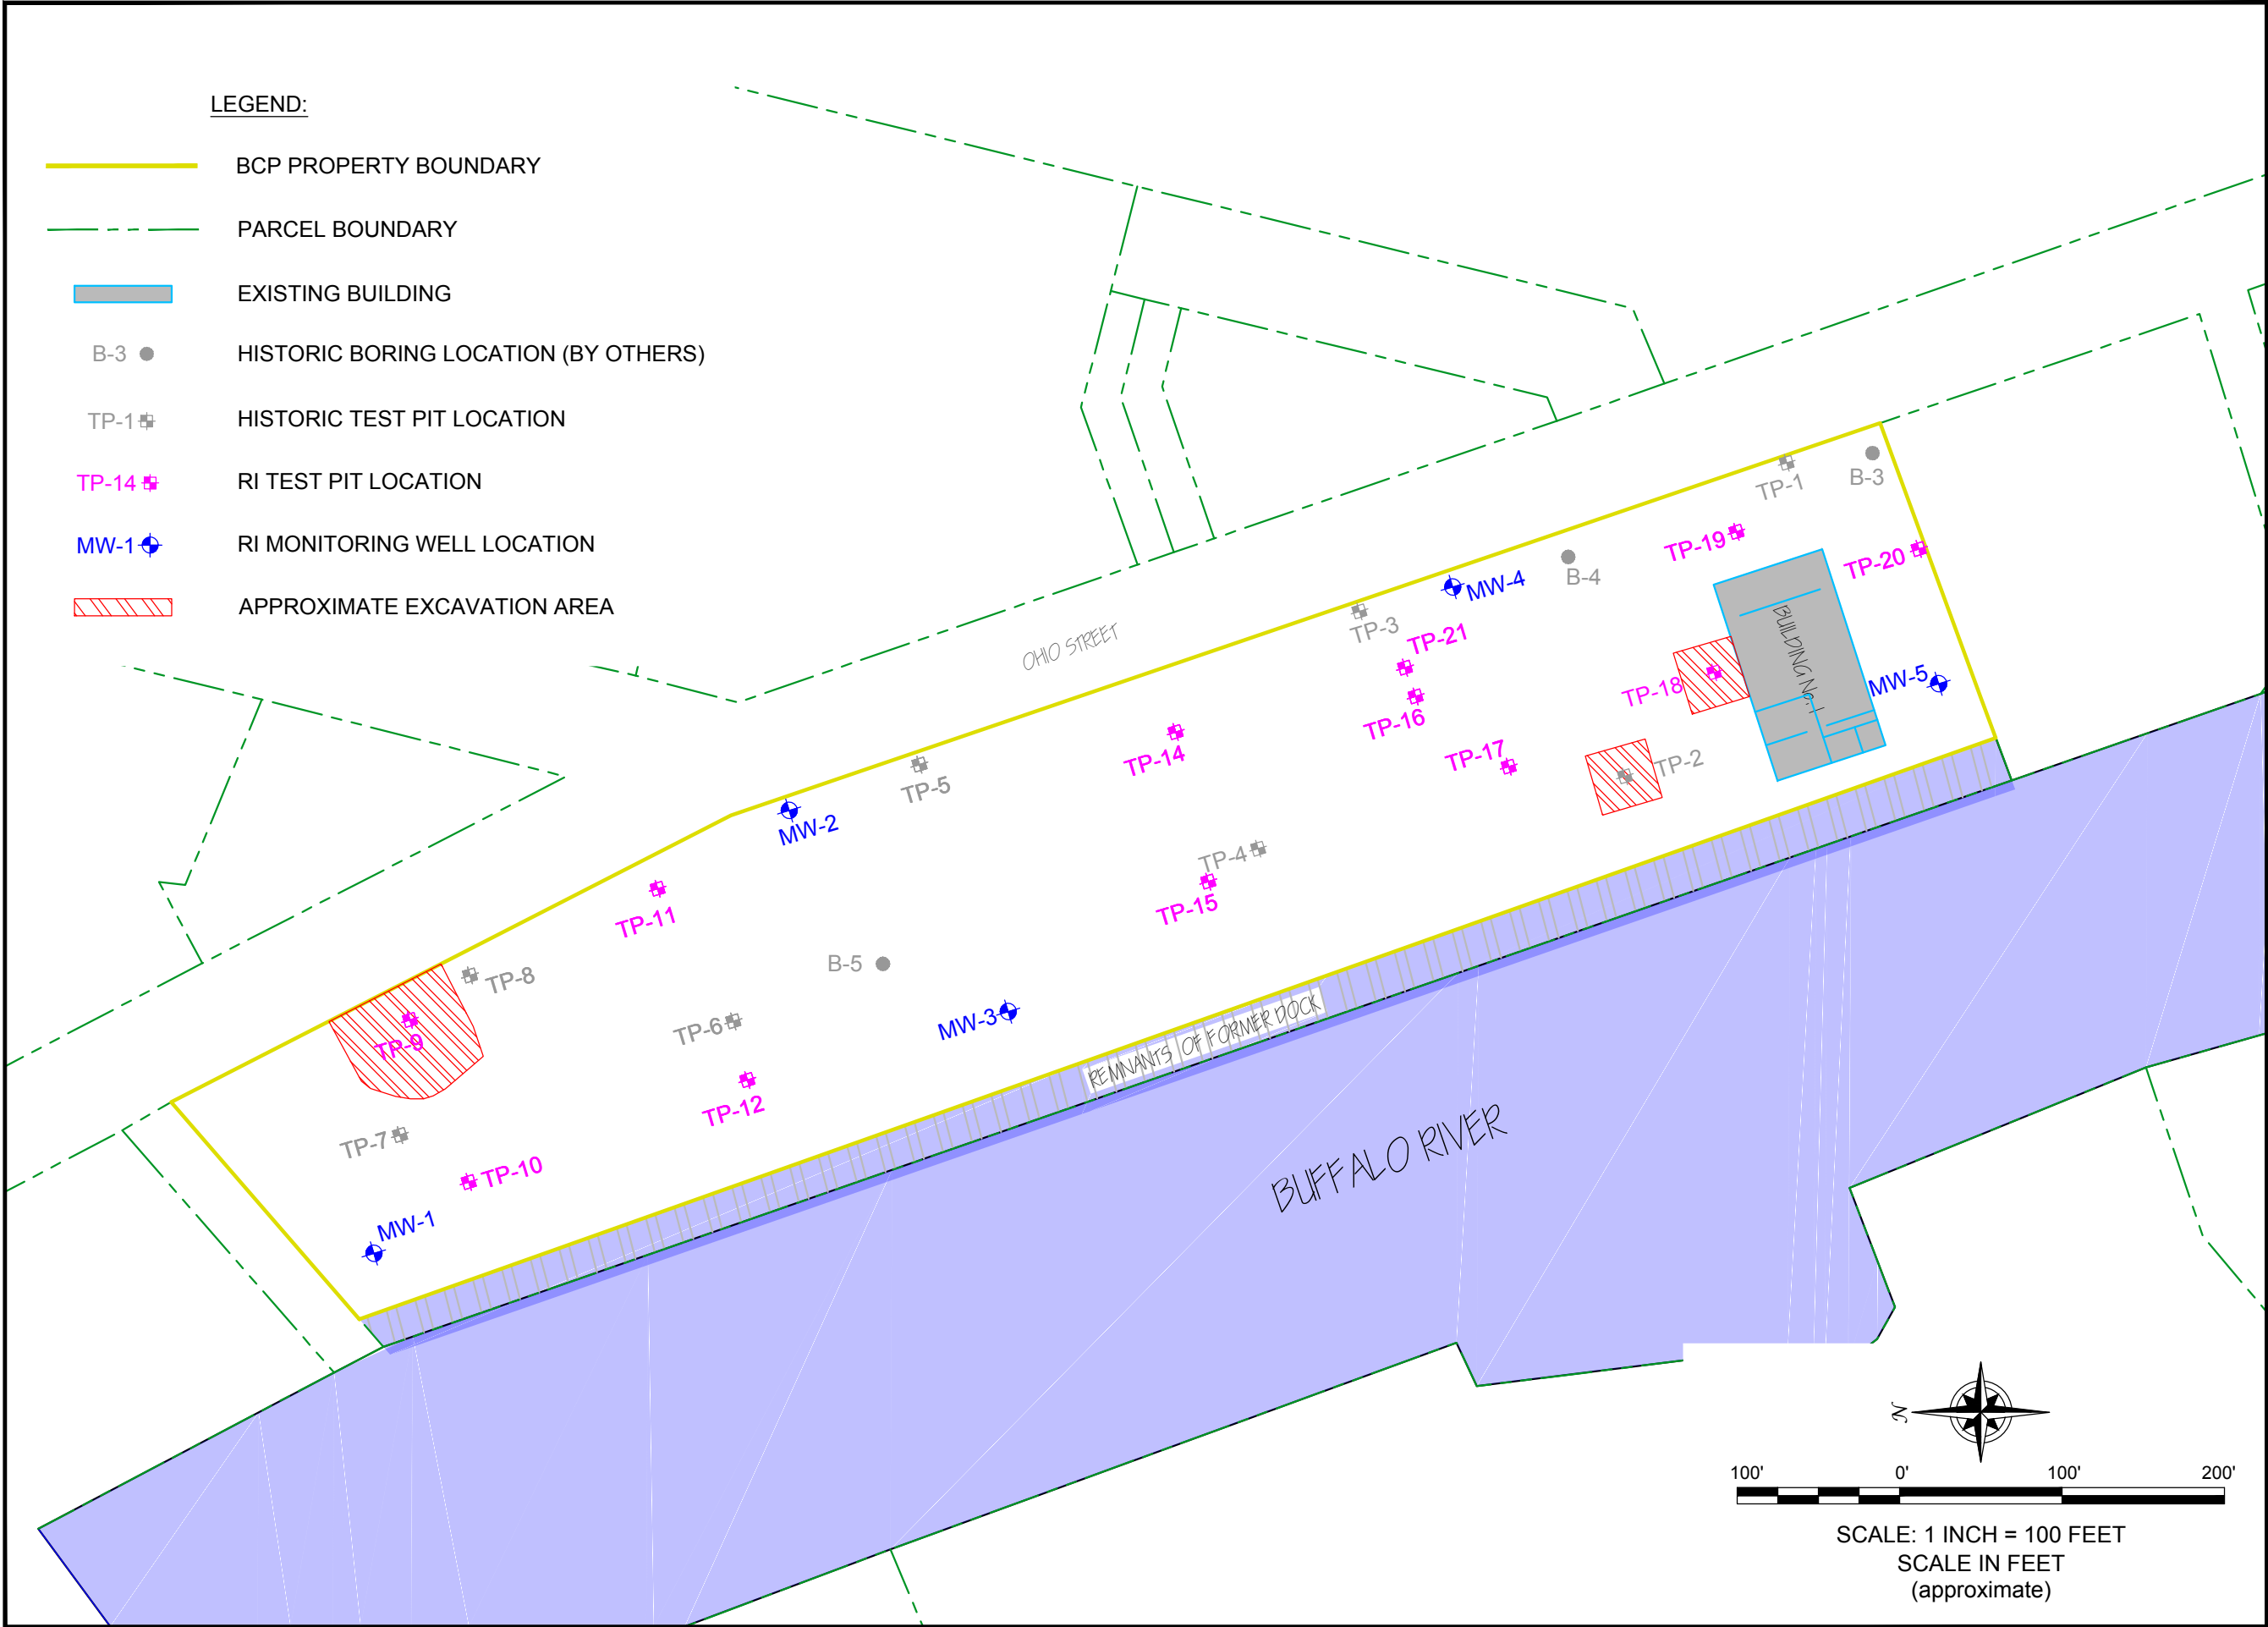 LEGEND:
BCP PROPERTY BOUNDARY
PARCEL BOUNDARY
EXISTING BUILDING
B-3 HISTORIC BORING LOCATION (BY OTHERS)
TP-1 HISTORIC TEST PIT LOCATION
TP-14 RI TEST PIT LOCATION
MW-1 RI MONITORING WELL LOCATION
APPROXIMATE EXCAVATION AREA
TP-1
B-3
TP-19
TP-20
B-4
MW-4
TP-3
OHIO STREET
TP-21
BUILDING No. 1
TP-18
MW-5
TP-16
TP-14
TP-17
TP-2
TP-5
MW-2
TP-4
TP-15
TP-11
B-5
TP-8
MW-3
TP-6
TP-9
REMNANTS OF FORMER DOCK
TP-12
TP-7
TP-10
BUFFALO RIVER
MW-1
N
100' 0' 100' 200'
SCALE: 1 INCH = 100 FEET
SCALE IN FEET
(approximate)